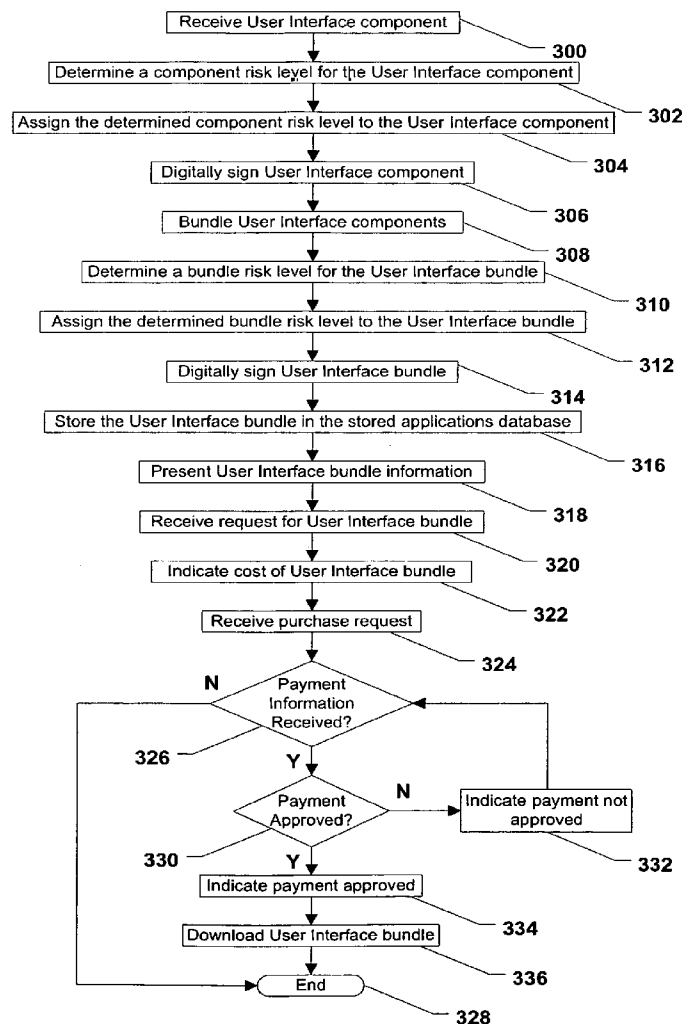 Receive User Interface component
300
Determine a component risk level for the User Interface component
302
Assign the determined component risk level to the User Interface component
304
Digitally sign User Interface component
306
Bundle User Interface components
308
Determine a bundle risk level for the User Interface bundle
310
Assign the determined bundle risk level to the User Interface bundle
312
Digitally sign User Interface bundle
314
Store the User Interface bundle in the stored applications database
316
Present User Interface bundle information
318
Receive request for User Interface bundle
320
Indicate cost of User Interface bundle
322
Receive purchase request
324
N
Payment
Information
Received?
326
Y
Payment
Approved?
N
330
Indicate payment not
approved
332
Y
Indicate payment approved
334
Download User Interface bundle
336
End
328